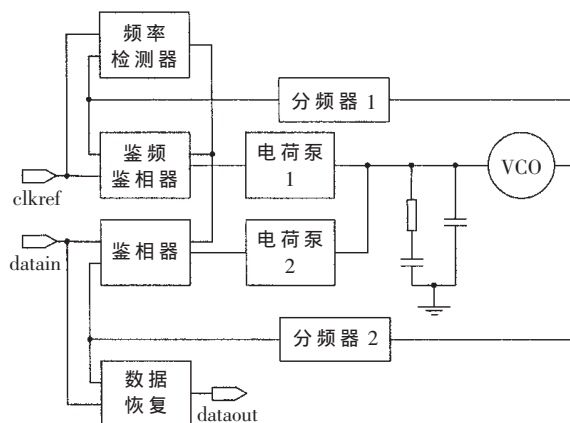 频率
检测器
分频器 1
鉴频
鉴相器
电荷泵
1
VCO
clkref
datain
鉴相器
电荷泵
2
分频器 2
数据
恢复
dataout